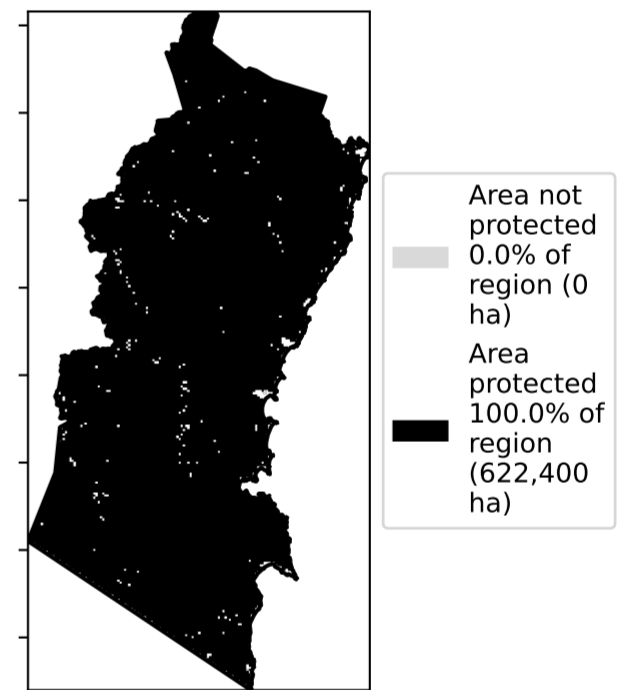 Area not
protected
0.0% of
region (0
ha)
Area
protected
100.0% of
region
(622,400
ha)